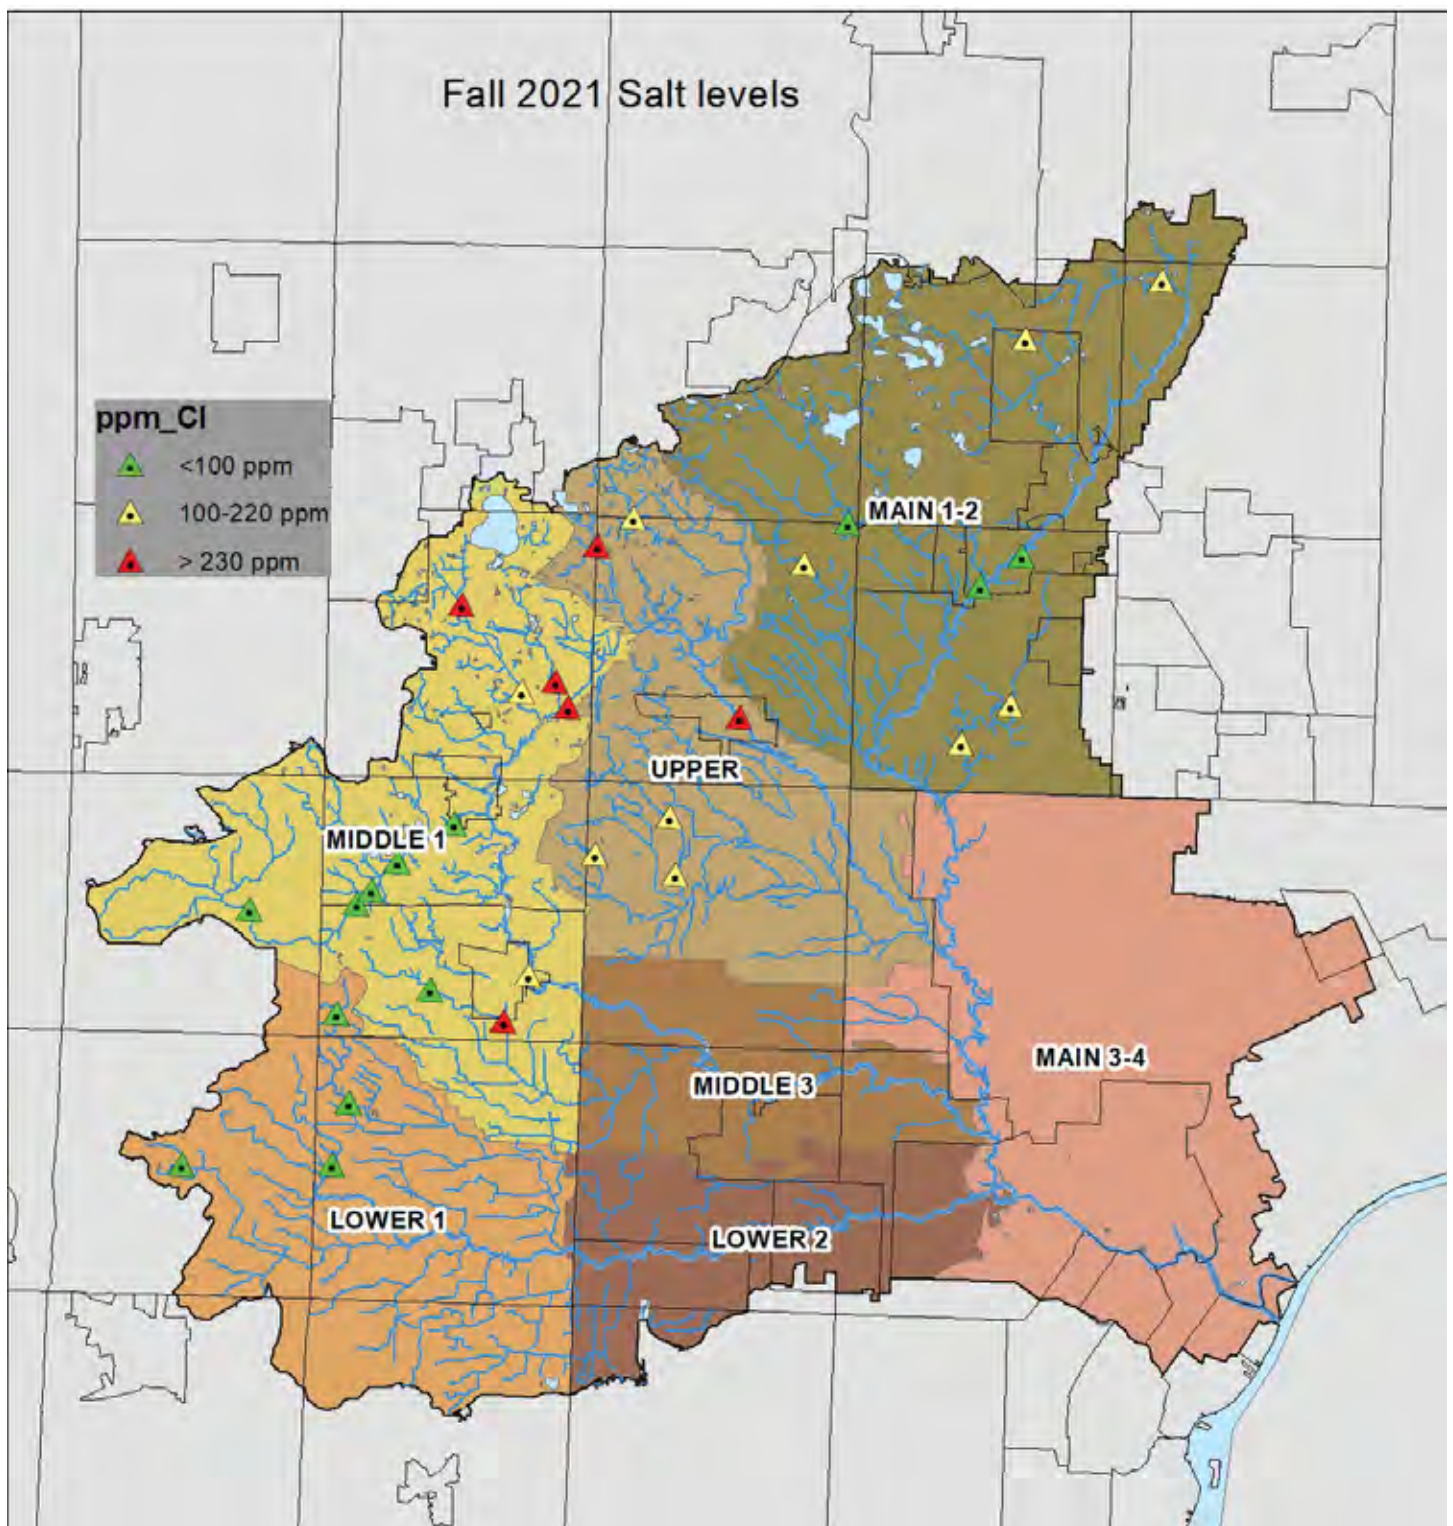 Fall 2021 Salt levels
ppm_Cl
<100 ppm
100-220 ppm
> 230 ppm
MAIN 1-2
UPPER
MIDDLE 1
MAIN 3-4
MIDDLE 3
LOWER 1
LOWER 2